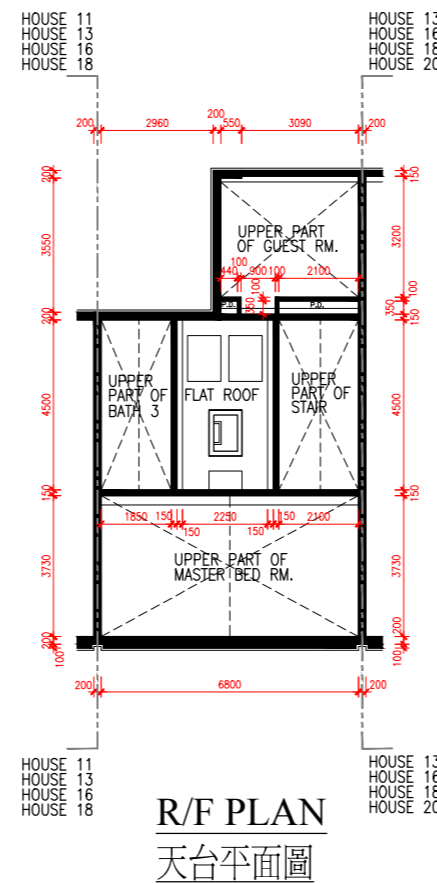 HOUSE 11
HOUSE 13
HOUSE 16
HOUSE 18
HOUSE 13
HOUSE 16
HOUSE 18
HOUSE 20
200
200 2960 550 3090 200
200
150
3550
3200
UPPER PART
OF GUEST RM.
100
440 900 100 2100
100
350
P.D.
P.D.
100
350
200
150
UPPER
PART OF
BATH 3
FLAT ROOF
UPPER
PART OF
STAIR
4500
4500
150
150
1850 150 2250 150 2100
150
150
UPPER PART OF
MASTER BED RM.
3730
3730
200
100
200
100
200 6800 200
HOUSE 11
HOUSE 13
HOUSE 16
HOUSE 18
HOUSE 13
HOUSE 16
HOUSE 18
HOUSE 20
R/F PLAN
天台平面圖